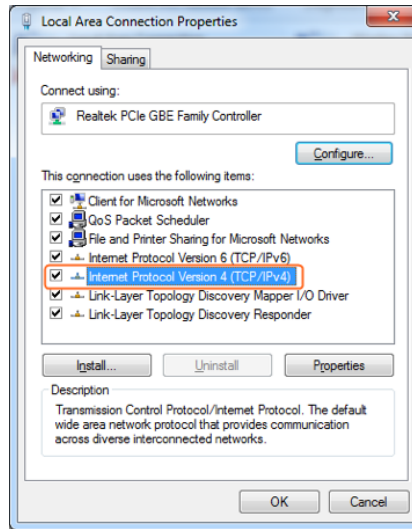 Local Area Connection Properties
Networking
Sharing
Connect using:
Realtek PCIe GBE Family Controller
Configure...
This connection uses the following items:
Client for Microsoft Networks
QoS Packet Scheduler
File and Printer Sharing for Microsoft Networks
Internet Protocol Version 6 (TCP/IPv6)
Internet Protocol Version 4 (TCP/IPv4)
Link-Layer Topology Discovery Mapper I/O Driver
Link-Layer Topology Discovery Responder
Install...
Uninstall
Properties
Description
Transmission Control Protocol/Internet Protocol. The default
wide area network protocol that provides communication
across diverse interconnected networks.
OK
Cancel